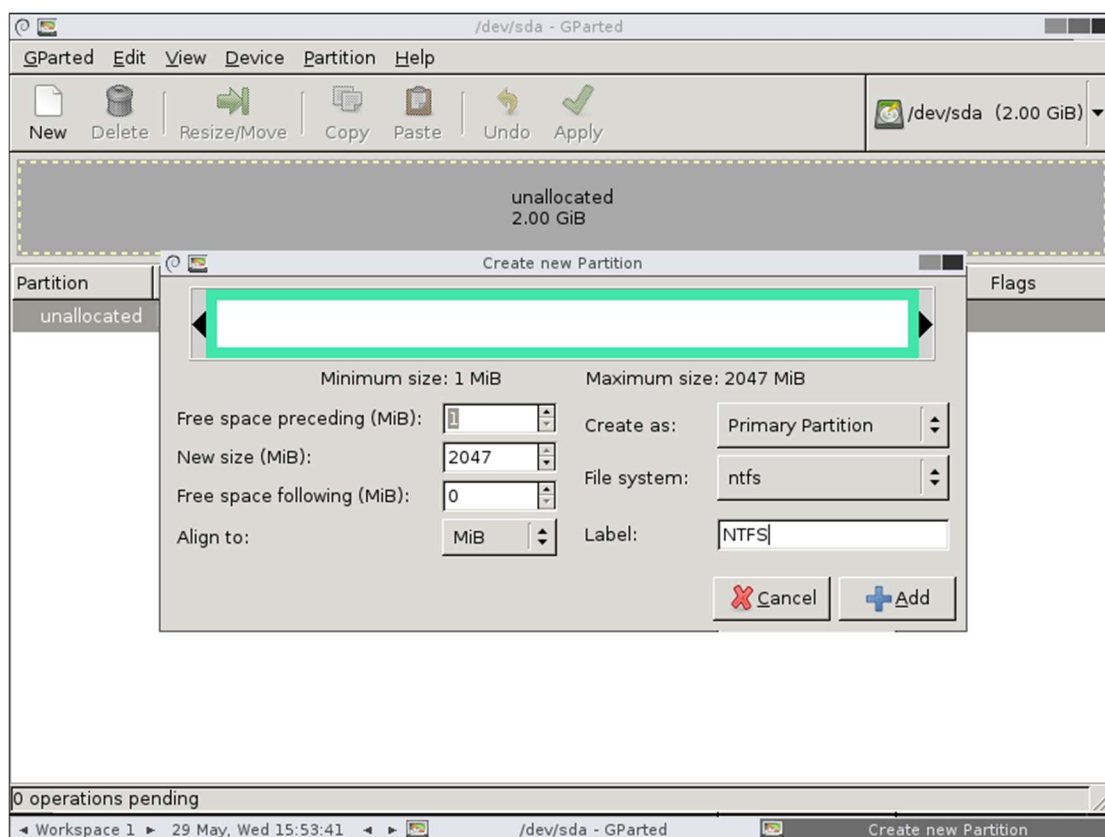 /dev/sda - GParted
GParted Edit View Device Partition Help
New Delete Resize/Move Copy Paste Undo Apply /dev/sda (2.00 GiB)
unallocated
2.00 GiB
Create new Partition
Partition Flags
unallocated
Minimum size: 1 MiB Maximum size: 2047 MiB
Free space preceding (MiB): 1 Create as: Primary Partition
New size (MiB): 2047 File system: ntfs
Free space following (MiB): 0
Align to: MiB Label: NTFS
Cancel Add
0 operations pending
Workspace 1 29 May, Wed 15:53:41 /dev/sda - GParted Create new Partition